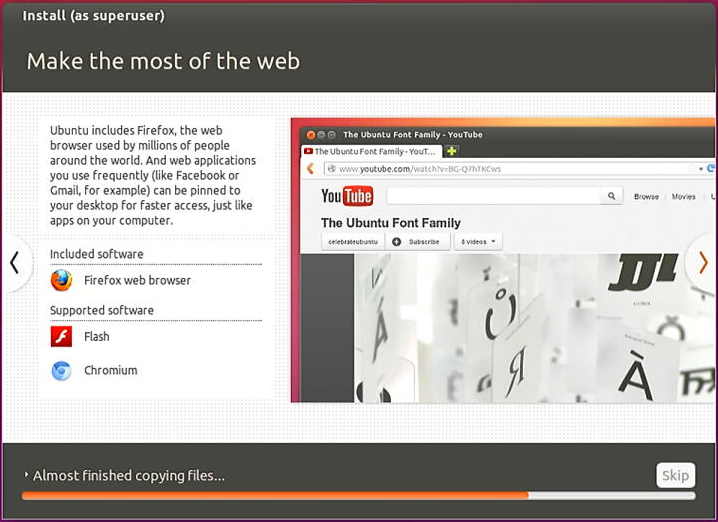 Install (as superuser)
Make the most of the web
Ubuntu includes Firefox, the web
browser used by millions of people
around the world. And web applications
you use frequently (like Facebook or
Gmail, for example) can be pinned to
your desktop for faster access, just like
apps on your computer.
Included software
Firefox web browser
Supported software
Flash
Chromium
The Ubuntu Font Family - YouTube
The Ubuntu Font Family - YouT...
www.youtube.com/watch?v=BG-Q7hTKCws
YouTube
Browse
Movies
U
The Ubuntu Font Family
celebrateubuntu
Subscribe
6 videos
Å
Я
À
Almost finished copying files...
Skip